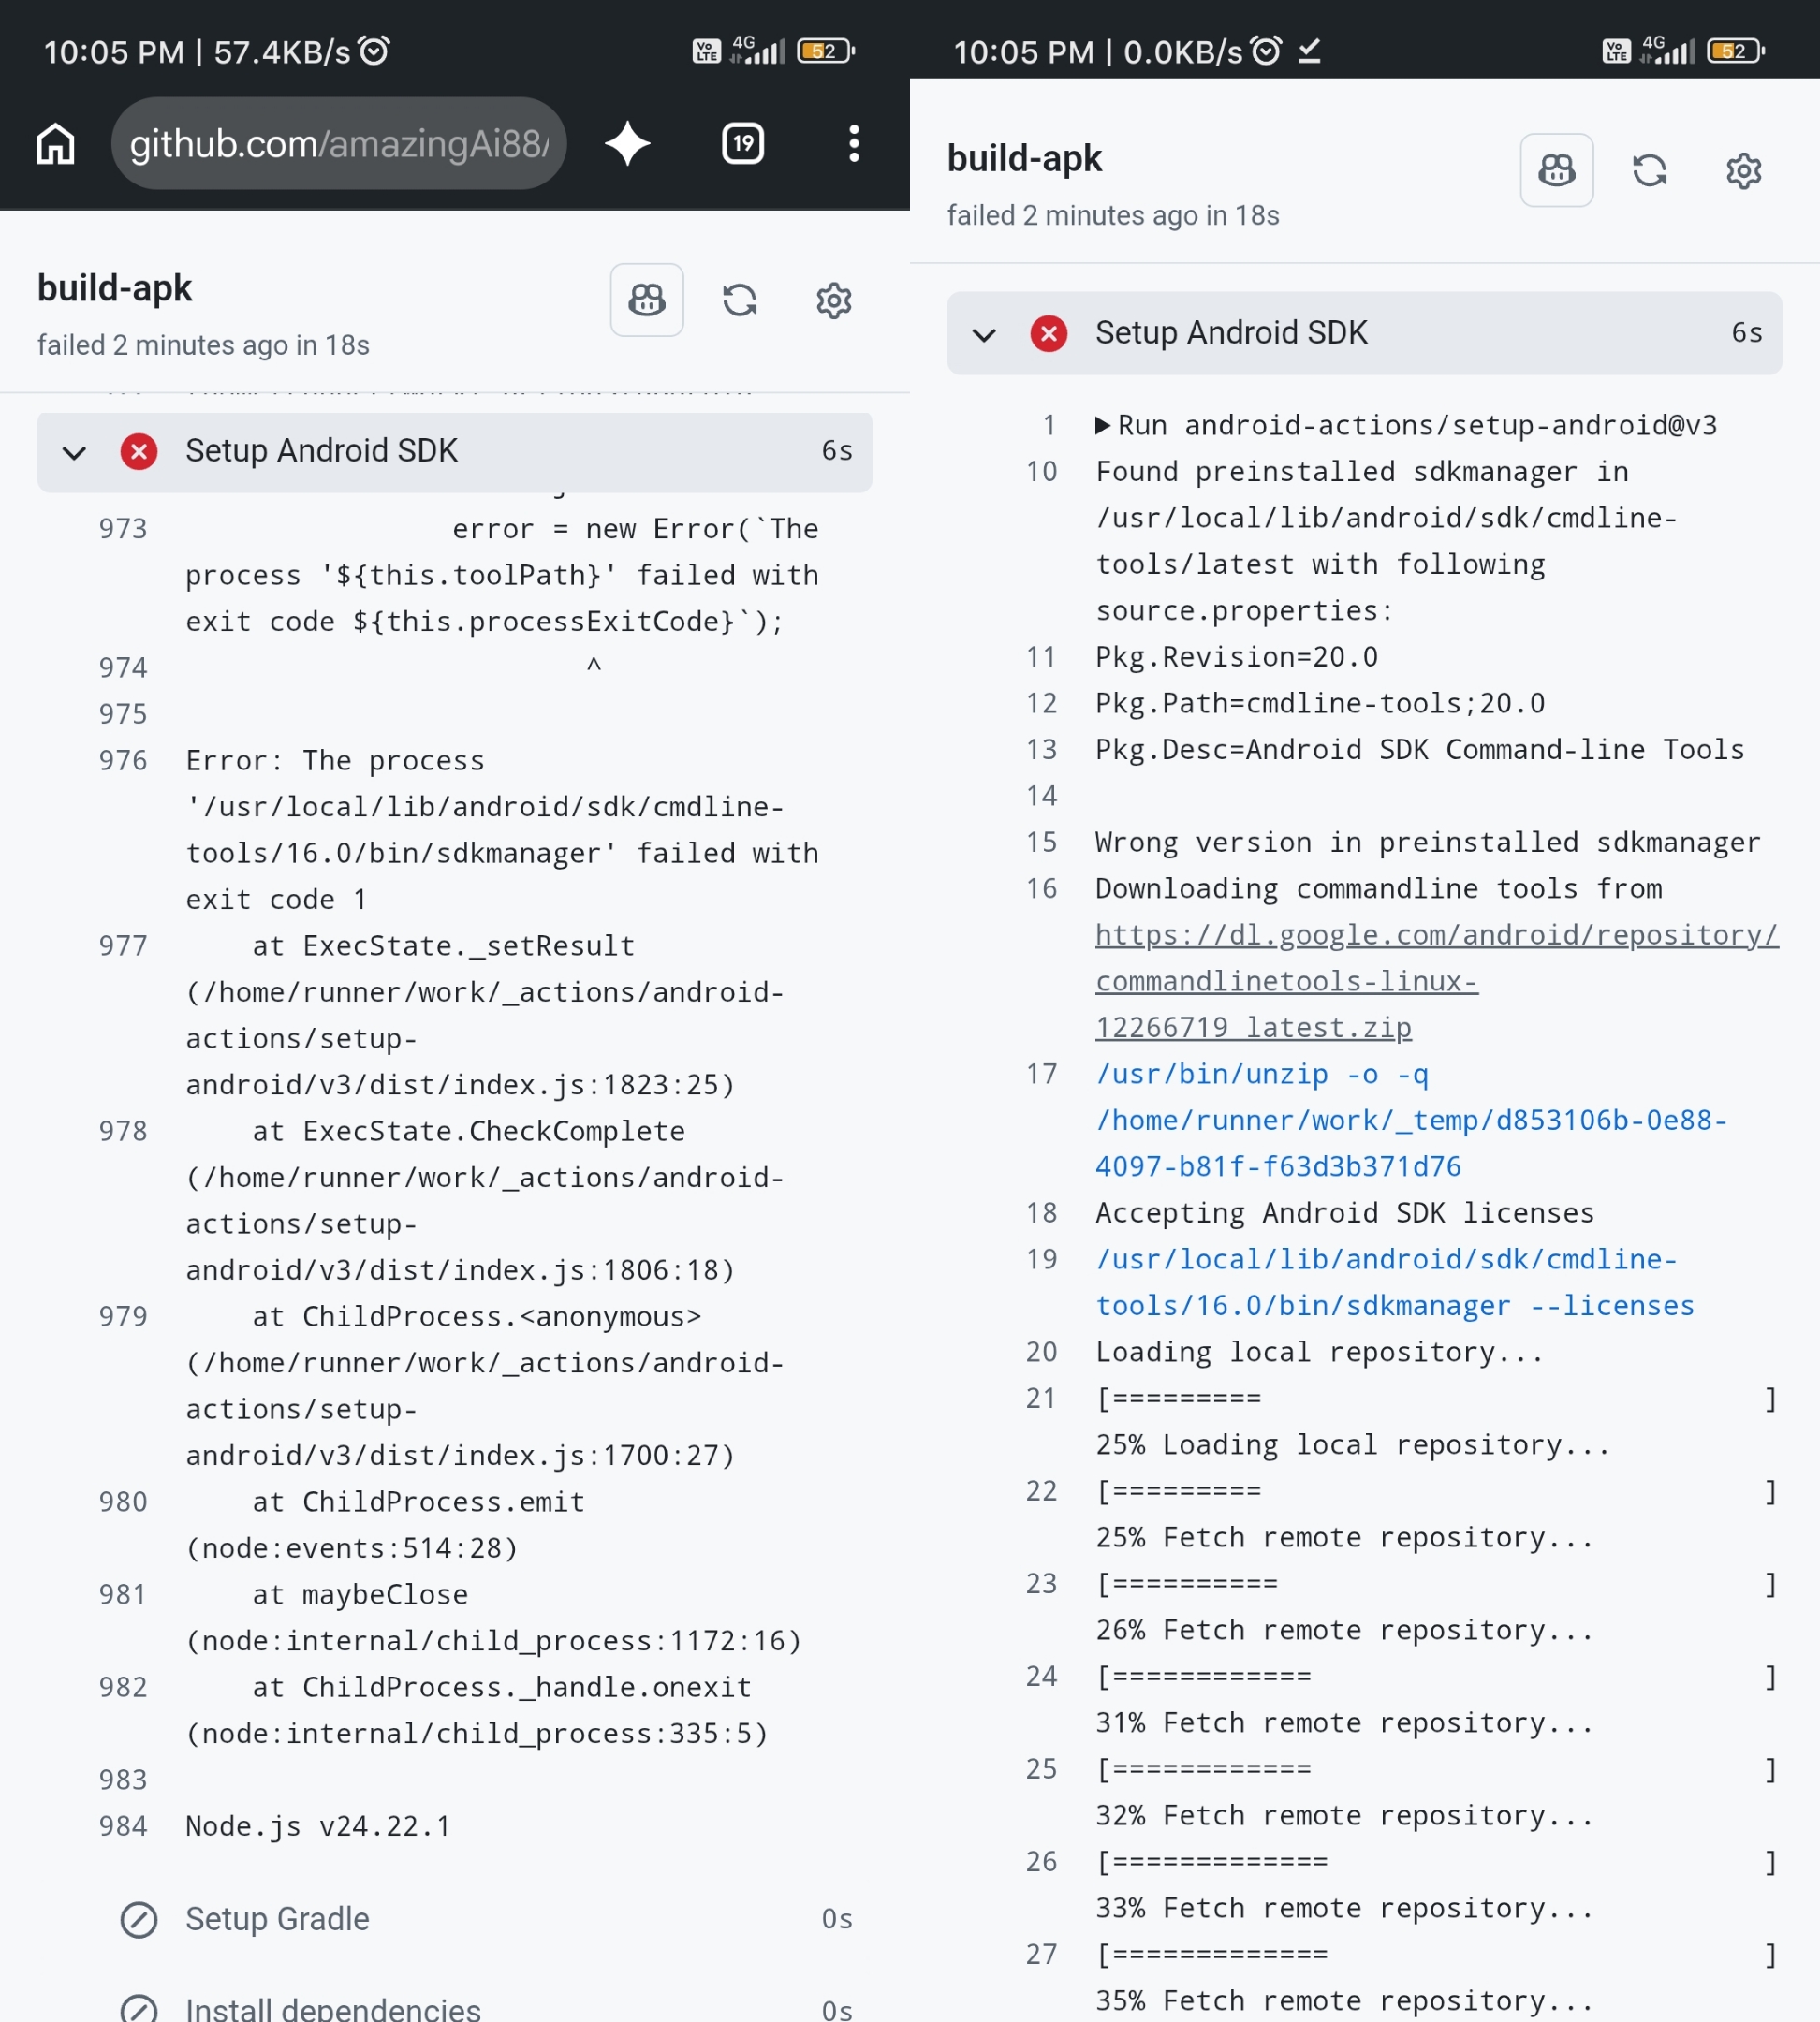 10:05 PM | 57.4KB/s
Vo LTE 4G 52
github.com/amazingAi88/
19
build-apk
failed 2 minutes ago in 18s
Setup Android SDK 6s
973 error = new Error(`The
process '${this.toolPath}' failed with
exit code ${this.processExitCode}`);
974 ^
975
976 Error: The process
'/usr/local/lib/android/sdk/cmdline-
tools/16.0/bin/sdkmanager' failed with
exit code 1
977 at ExecState._setResult
(/home/runner/work/_actions/android-
actions/setup-
android/v3/dist/index.js:1823:25)
978 at ExecState.CheckComplete
(/home/runner/work/_actions/android-
actions/setup-
android/v3/dist/index.js:1806:18)
979 at ChildProcess.<anonymous>
(/home/runner/work/_actions/android-
actions/setup-
android/v3/dist/index.js:1700:27)
980 at ChildProcess.emit
(node:events:514:28)
981 at maybeClose
(node:internal/child_process:1172:16)
982 at ChildProcess._handle.onexit
(node:internal/child_process:335:5)
983
984 Node.js v24.22.1
Setup Gradle 0s
Install dependencies 0s
10:05 PM | 0.0KB/s
Vo LTE 4G 52
build-apk
failed 2 minutes ago in 18s
Setup Android SDK 6s
1 Run android-actions/setup-android@v3
10 Found preinstalled sdkmanager in
/usr/local/lib/android/sdk/cmdline-
tools/latest with following
source.properties:
11 Pkg.Revision=20.0
12 Pkg.Path=cmdline-tools;20.0
13 Pkg.Desc=Android SDK Command-line Tools
14
15 Wrong version in preinstalled sdkmanager
16 Downloading commandline tools from
https://dl.google.com/android/repository/
commandlinetools-linux-
12266719_latest.zip
17 /usr/bin/unzip -o -q
/home/runner/work/_temp/d853106b-0e88-
4097-b81f-f63d3b371d76
18 Accepting Android SDK licenses
19 /usr/local/lib/android/sdk/cmdline-
tools/16.0/bin/sdkmanager --licenses
20 Loading local repository...
21 [========= ]
25% Loading local repository...
22 [========= ]
25% Fetch remote repository...
23 [========== ]
26% Fetch remote repository...
24 [============ ]
31% Fetch remote repository...
25 [============ ]
32% Fetch remote repository...
26 [============= ]
33% Fetch remote repository...
27 [============= ]
35% Fetch remote repository...